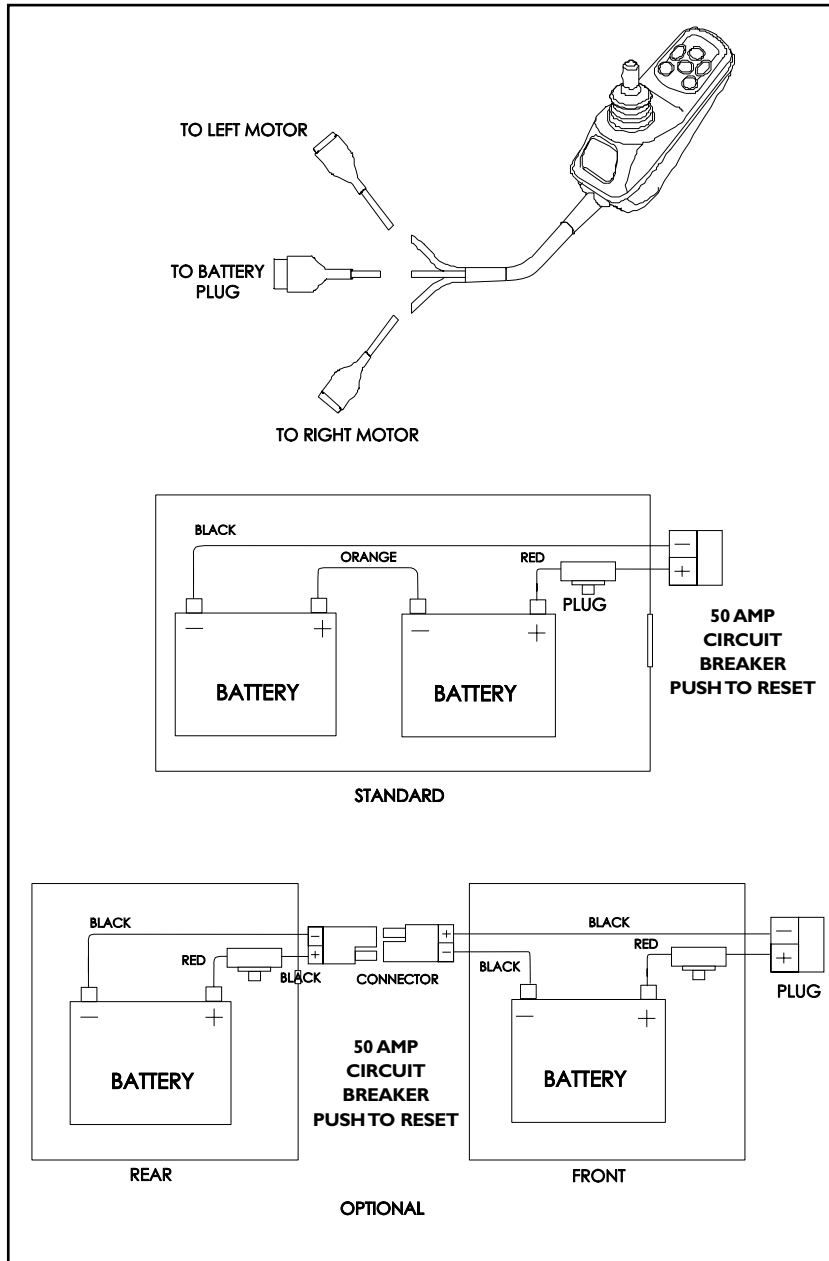 TO LEFT MOTOR
TO BATTERY
PLUG
TO RIGHT MOTOR
BLACK
ORANGE
RED
−
+
PLUG
− + − +
BATTERY
BATTERY
50 AMP
CIRCUIT
BREAKER
PUSH TO RESET
STANDARD
BLACK
RED
−
+
BLACK
CONNECTOR
+
−
BLACK
BLACK
RED
−
+
PLUG
− +
BATTERY
50 AMP
CIRCUIT
BREAKER
PUSH TO RESET
− +
BATTERY
REAR
FRONT
OPTIONAL